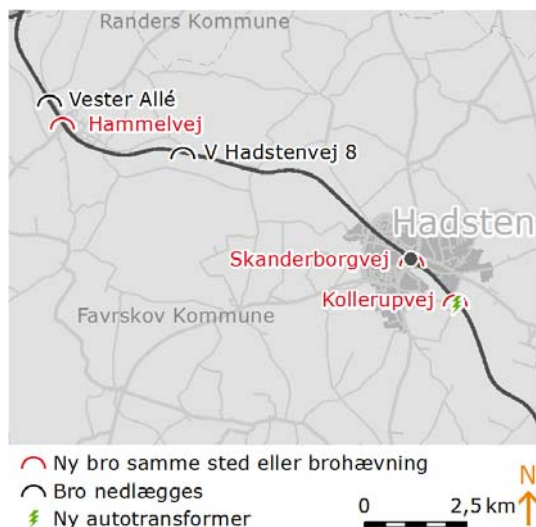 Randers Kommune
Vester Allé
Hammelvej
V Hadstenvej 8
Hadsten
Skanderborgvej
Kollerupvej
Favrskov Kommune
Ny bro samme sted eller brohævning
Bro nedlægges
Ny autotransformer
0 2,5 km
N